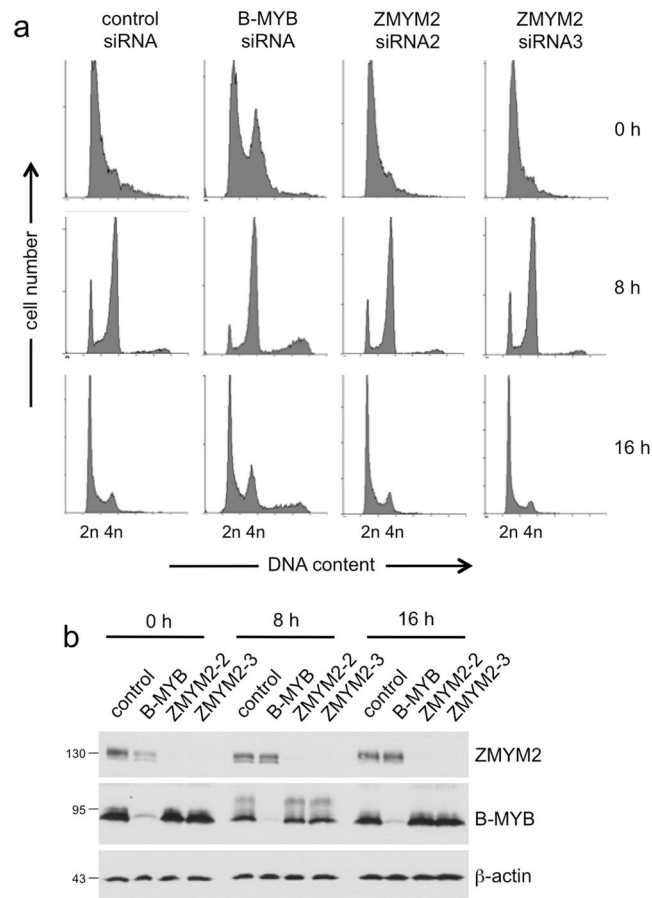 a
control siRNA
B-MYB siRNA
ZMYM2 siRNA2
ZMYM2 siRNA3
0 h
8 h
16 h
cell number
2n 4n
2n 4n
2n 4n
2n 4n
DNA content
b
0 h
8 h
16 h
control
B-MYB
ZMYM2-2
ZMYM2-3
control
B-MYB
ZMYM2-2
ZMYM2-3
control
B-MYB
ZMYM2-2
ZMYM2-3
130
ZMYM2
95
B-MYB
43
β-actin